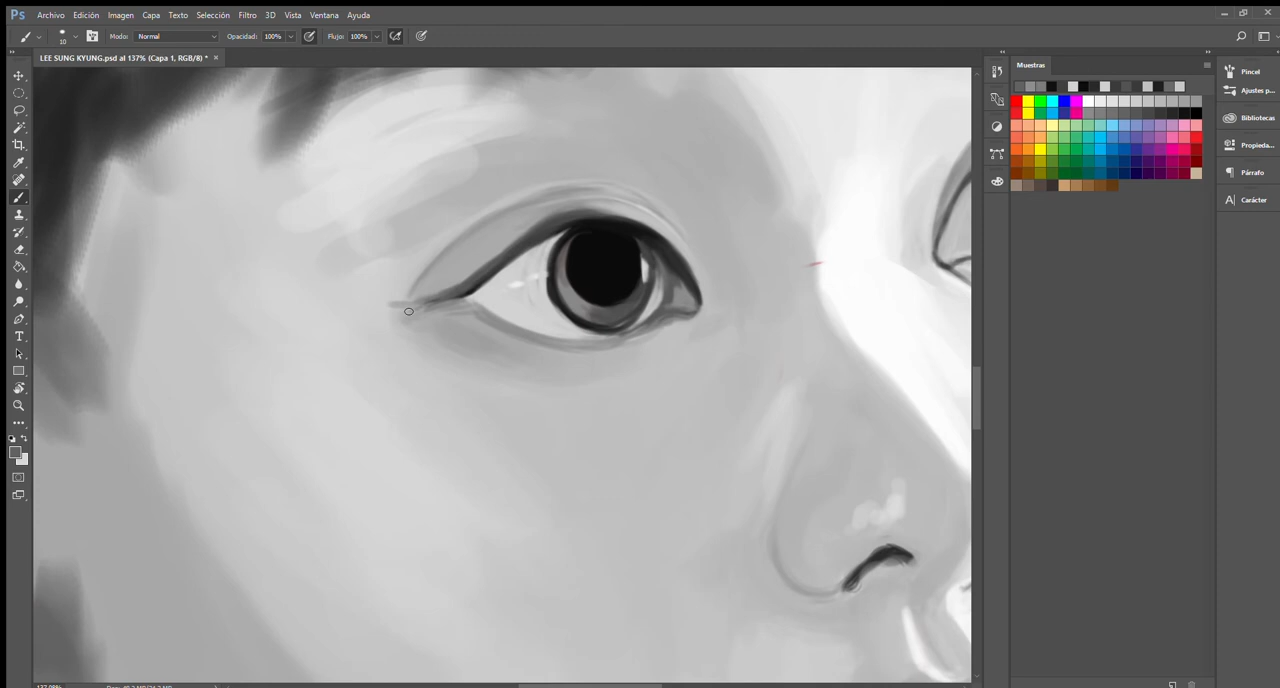 Ps Archivo Edición Imagen Capa Texto Selección Filtro 3D Vista Ventana Ayuda
10 Modo: Normal Opacidad: 100% Flujo: 100%
LEE SUNG KYUNG.psd al 137% (Capa 1, RGB/8) * ×
Muestras
Pincel
Ajustes p...
Bibliotecas
Propieda...
Párrafo
Carácter